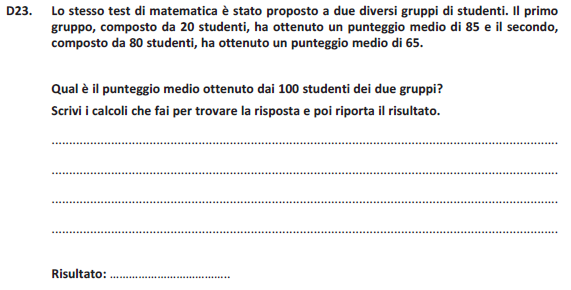 D23. Lo stesso test di matematica è stato proposto a due diversi gruppi di studenti. Il primo
gruppo, composto da 20 studenti, ha ottenuto un punteggio medio di 85 e il secondo,
composto da 80 studenti, ha ottenuto un punteggio medio di 65.
Qual è il punteggio medio ottenuto dai 100 studenti dei due gruppi?
Scrivi i calcoli che fai per trovare la risposta e poi riporta il risultato.
................................................................................................................................................
................................................................................................................................................
................................................................................................................................................
................................................................................................................................................
Risultato: ....................................